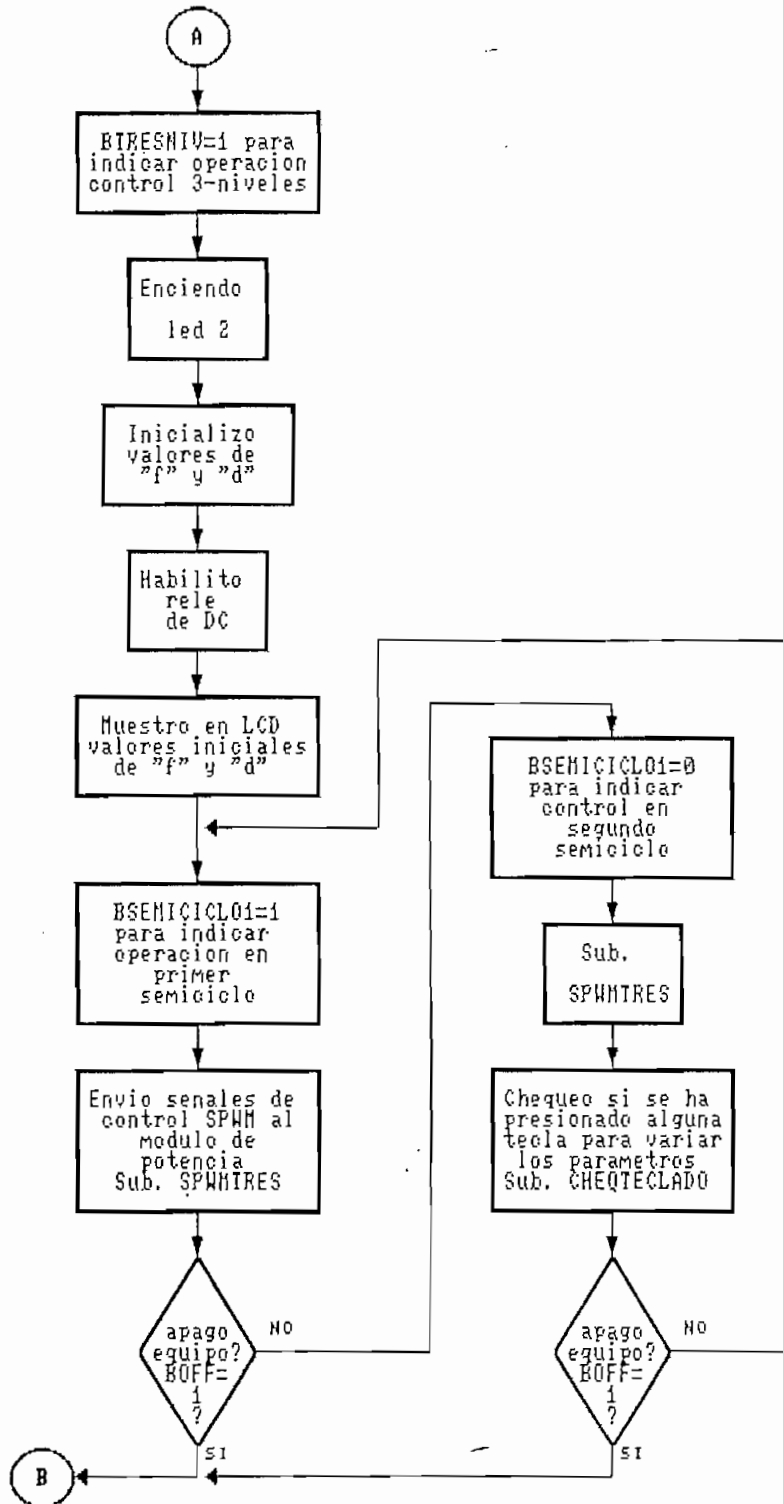 A
BTRESNIV=1 para
indicar operacion
control 3-niveles
Enciendo
led 2
Inicializo
valores de
"f" y "d"
Habilito
rele
de DC
Muestro en LCD
valores iniciales
de "f" y "d"
BSEMICICLO1=1
para indicar
operacion en
primer
semiciclo
Envio senales de
control SPWM al
modulo de
potencia
Sub. SPWMTRES
apago
equipo?
BOFF=
1
?
NO
SI
B
BSEMICICLO1=0
para indicar
control en
segundo
semiciclo
Sub.
SPWMTRES
Chequeo si se ha
presionado alguna
tecla para variar
los parametros
Sub. CHEQTECLADO
apago
equipo?
BOFF=
1
?
NO
SI